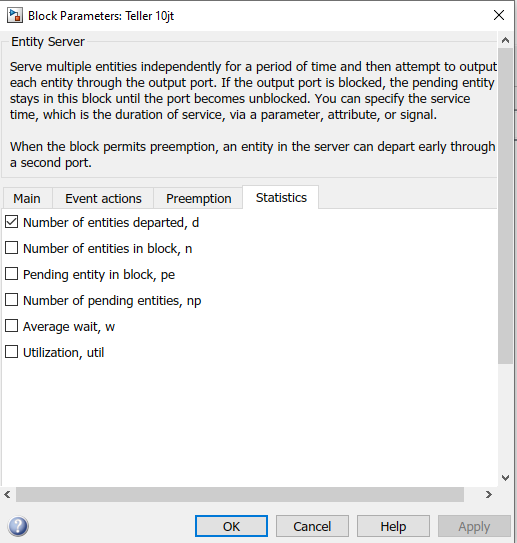 Block Parameters: Teller 10jt
Entity Server
Serve multiple entities independently for a period of time and then attempt to output
each entity through the output port. If the output port is blocked, the pending entity
stays in this block until the port becomes unblocked. You can specify the service
time, which is the duration of service, via a parameter, attribute, or signal.
When the block permits preemption, an entity in the server can depart early through
a second port.
Main Event actions Preemption Statistics
Number of entities departed, d
Number of entities in block, n
Pending entity in block, pe
Number of pending entities, np
Average wait, w
Utilization, util
OK Cancel Help Apply